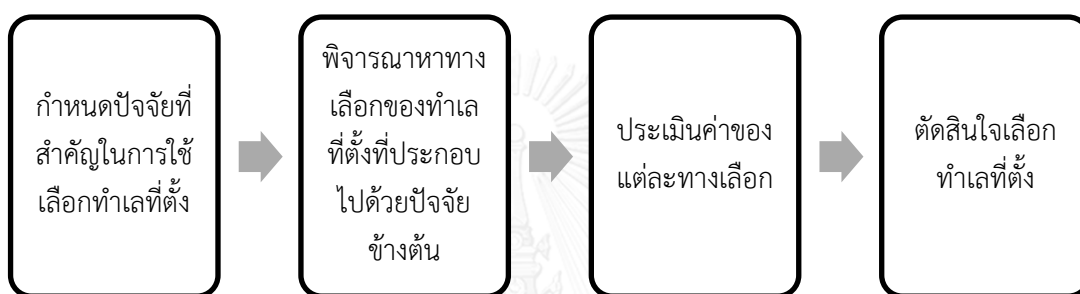 กำหนดปัจจัยที่
สำคัญในการใช้
เลือกทำเลที่ตั้ง
พิจารณาหาทาง
เลือกของทำเล
ที่ตั้งที่ประกอบ
ไปด้วยปัจจัย
ข้างต้น
ประเมินค่าของ
แต่ละทางเลือก
ตัดสินใจเลือก
ทำเลที่ตั้ง